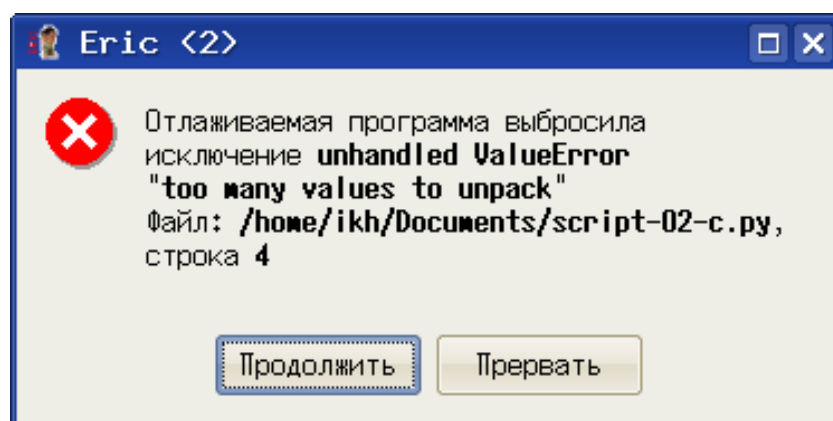 Eric <2>
Отлаживаемая программа выбросила
исключение unhandled ValueError
"too many values to unpack"
Файл: /home/ikh/Documents/script-02-c.py,
строка 4
Продолжить Прервать